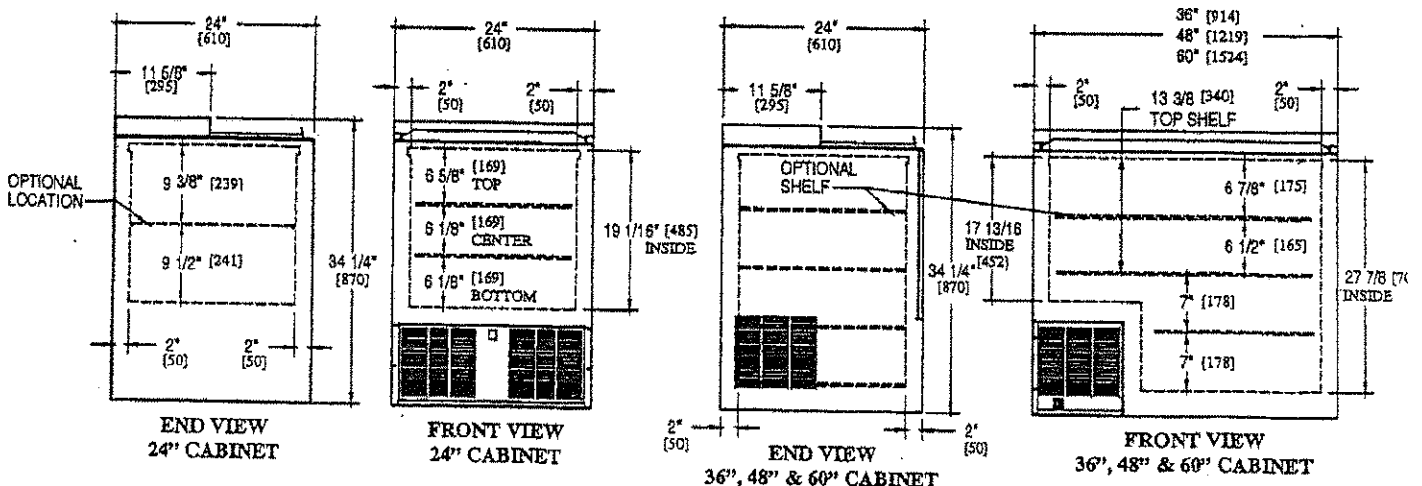 24"
[610]
11 5/8"
[295]
OPTIONAL
LOCATION
9 3/8" [239]
9 1/2" [241]
34 1/4"
[870]
2"
[50]
2"
[50]
END VIEW
24" CABINET
24"
[610]
2"
[50]
2"
[50]
6 5/8" [169]
TOP
6 1/8" [169]
CENTER
6 1/8" [169]
BOTTOM
19 1/16" [485]
INSIDE
FRONT VIEW
24" CABINET
24"
[610]
11 5/8"
[295]
OPTIONAL
SHELF
34 1/4"
[870]
2"
[50]
2"
[50]
END VIEW
36", 48" & 60" CABINET
36" [914]
48" [1219]
60" [1524]
2"
[50]
13 3/8 [340]
TOP SHELF
2"
[50]
17 13/16
INSIDE
[452]
6 7/8" [175]
6 1/2" [165]
7" [178]
7" [178]
27 7/8 [70
INSIDE
FRONT VIEW
36", 48" & 60" CABINET